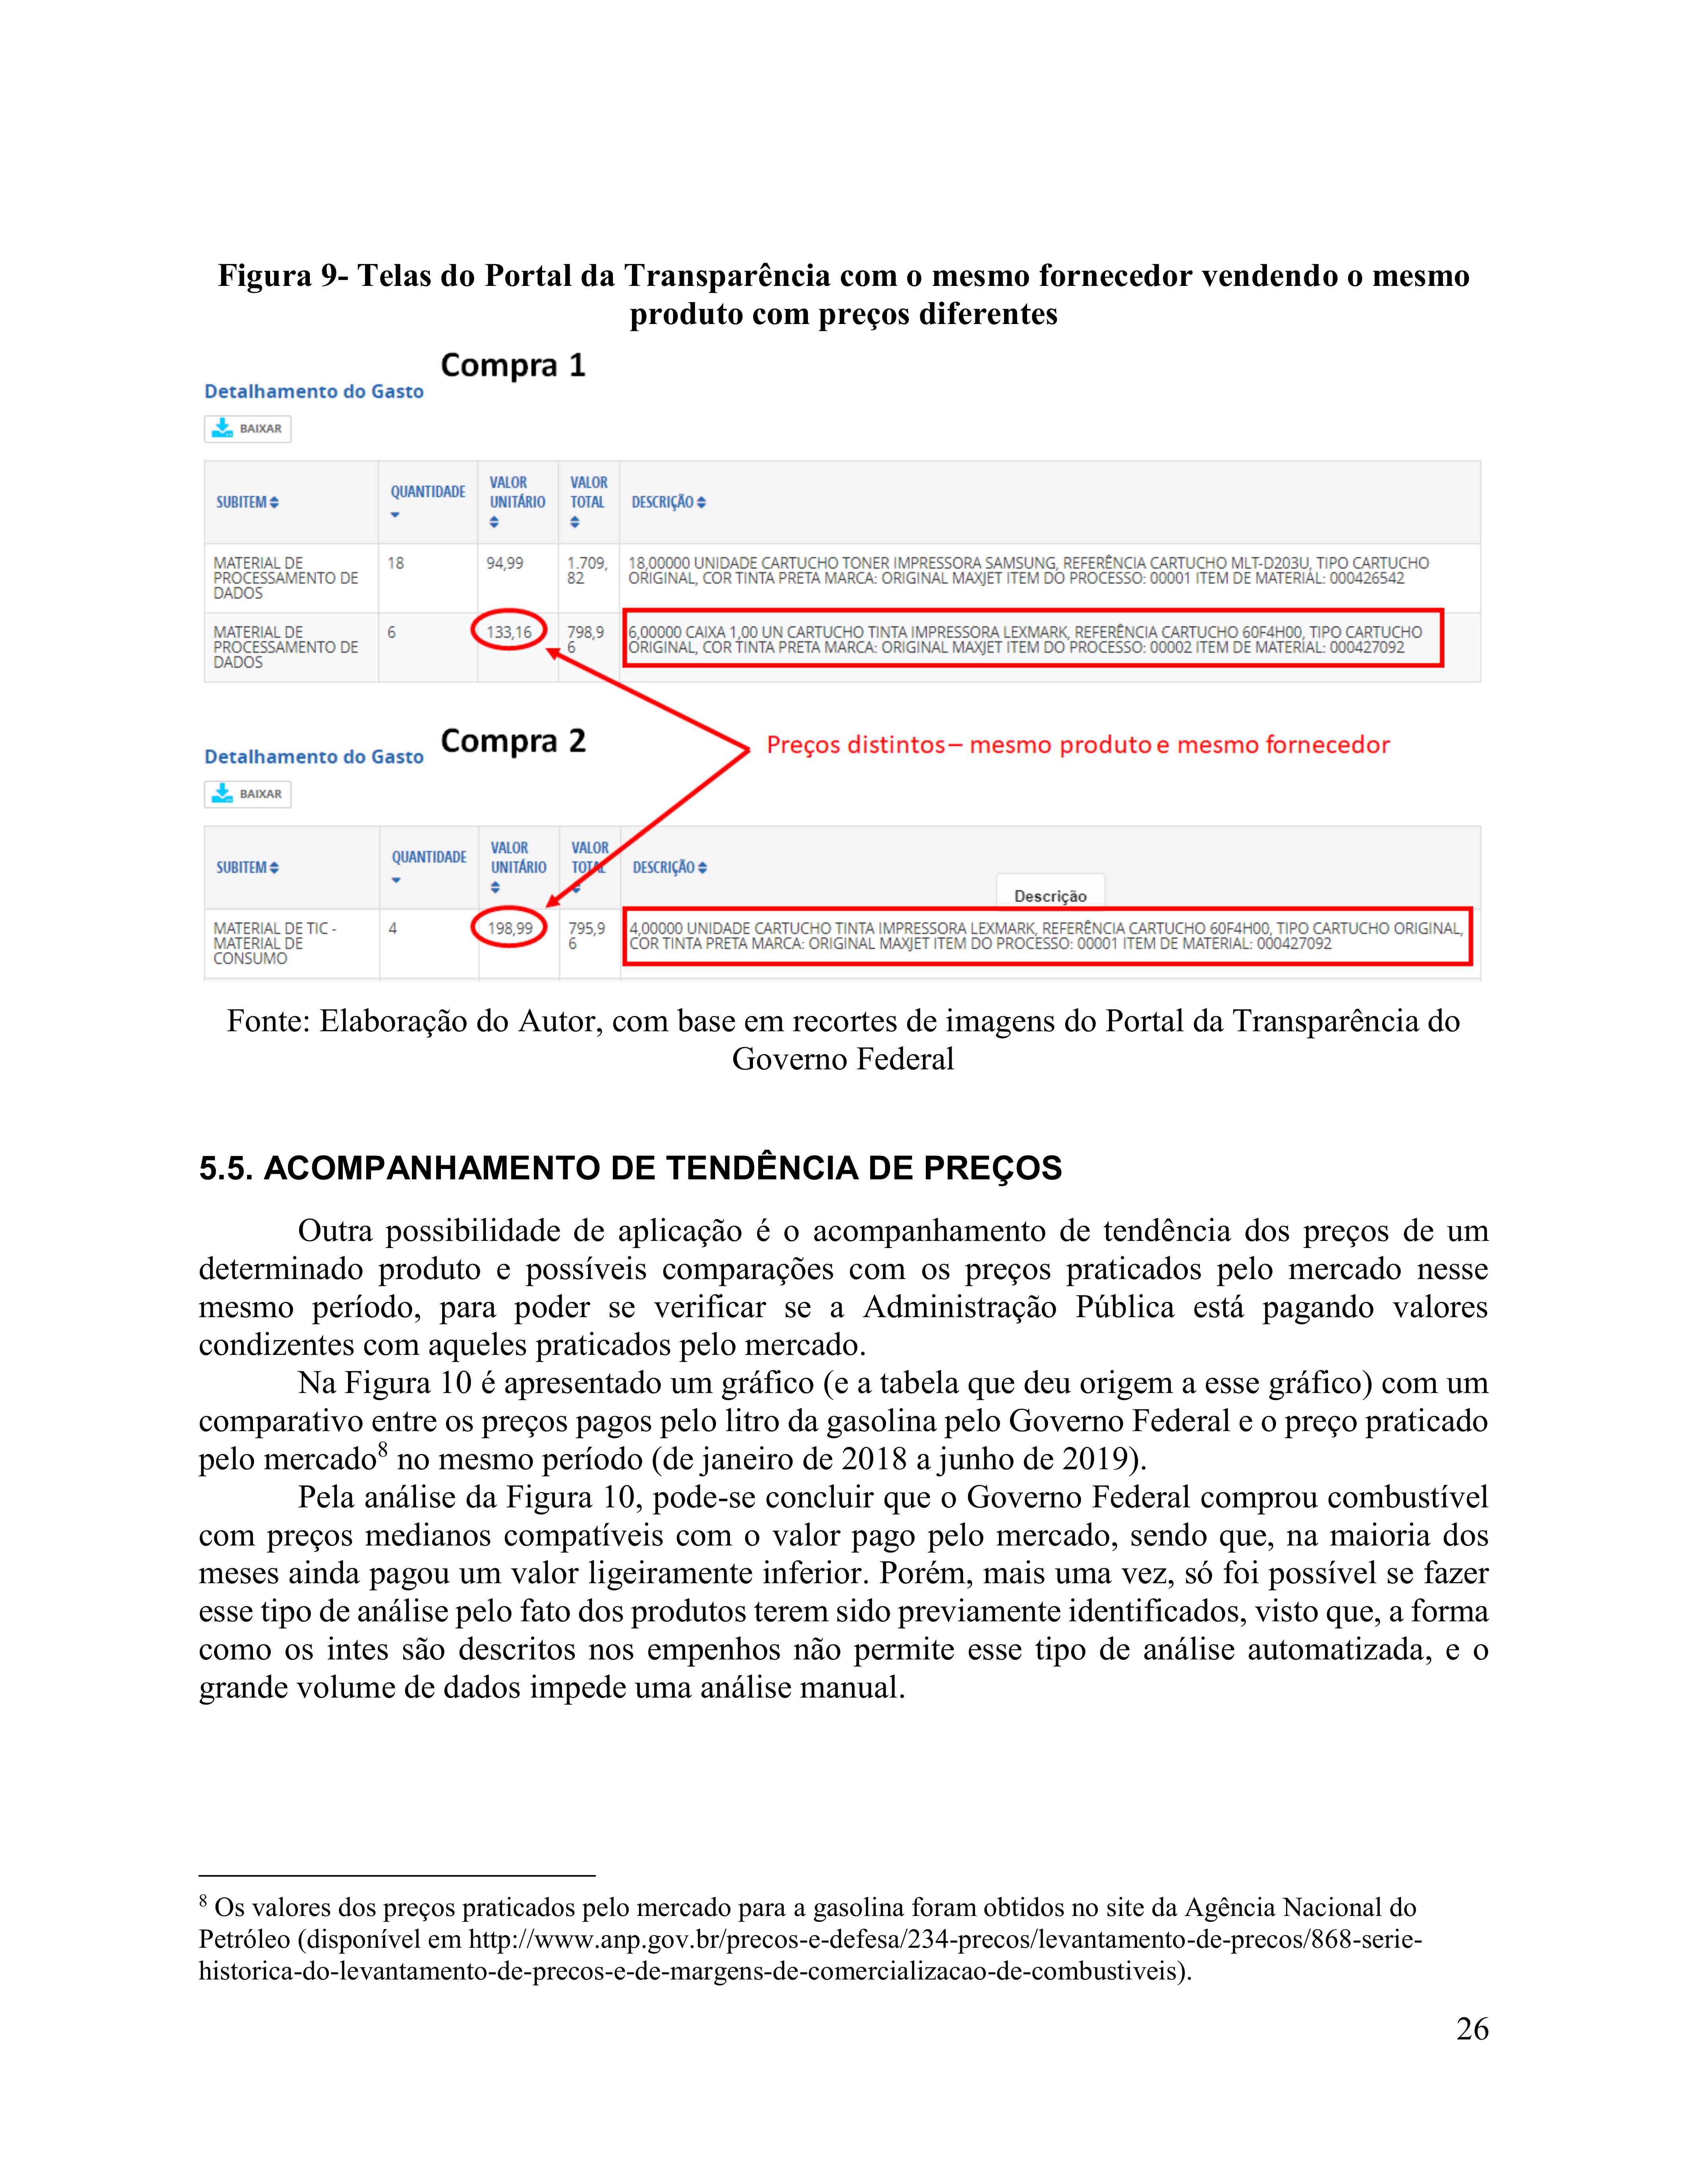 Figura 9- Telas do Portal da Transparência com o mesmo fornecedor vendendo o mesmo
produto com preços diferentes
Compra 1
Detalhamento do Gasto
BAIXAR
SUBITEM QUANTIDADE VALOR UNITÁRIO VALOR TOTAL DESCRIÇÃO
MATERIAL DE 18 94,99 1.709, 18,00000 UNIDADE CARTUCHO TONER IMPRESSORA SAMSUNG, REFERÊNCIA CARTUCHO MLT-D203U, TIPO CARTUCHO
PROCESSAMENTO DE 82 ORIGINAL, COR TINTA PRETA MARCA: ORIGINAL MAXJET ITEM DO PROCESSO: 00001 ITEM DE MATERIAL: 000426542
DADOS
MATERIAL DE 6 133,16 798,9 6,00000 CAIXA 1,00 UN CARTUCHO TINTA IMPRESSORA LEXMARK, REFERÊNCIA CARTUCHO 60F4H00, TIPO CARTUCHO
PROCESSAMENTO DE 6 ORIGINAL, COR TINTA PRETA MARCA: ORIGINAL MAXJET ITEM DO PROCESSO: 00002 ITEM DE MATERIAL: 000427092
DADOS
Compra 2
Preços distintos– mesmo produto e mesmo fornecedor
Detalhamento do Gasto
BAIXAR
SUBITEM QUANTIDADE VALOR UNITÁRIO VALOR TOTAL DESCRIÇÃO
Descrição
MATERIAL DE TIC - 4 198,99 795,9 4,00000 UNIDADE CARTUCHO TINTA IMPRESSORA LEXMARK, REFERÊNCIA CARTUCHO 60F4H00, TIPO CARTUCHO ORIGINAL,
MATERIAL DE 6 COR TINTA PRETA MARCA: ORIGINAL MAXJET ITEM DO PROCESSO: 00001 ITEM DE MATERIAL: 000427092
CONSUMO
Fonte: Elaboração do Autor, com base em recortes de imagens do Portal da Transparência do
Governo Federal
5.5. ACOMPANHAMENTO DE TENDÊNCIA DE PREÇOS
Outra possibilidade de aplicação é o acompanhamento de tendência dos preços de um
determinado produto e possíveis comparações com os preços praticados pelo mercado nesse
mesmo período, para poder se verificar se a Administração Pública está pagando valores
condizentes com aqueles praticados pelo mercado.
Na Figura 10 é apresentado um gráfico (e a tabela que deu origem a esse gráfico) com um
comparativo entre os preços pagos pelo litro da gasolina pelo Governo Federal e o preço praticado
pelo mercado8 no mesmo período (de janeiro de 2018 a junho de 2019).
Pela análise da Figura 10, pode-se concluir que o Governo Federal comprou combustível
com preços medianos compatíveis com o valor pago pelo mercado, sendo que, na maioria dos
meses ainda pagou um valor ligeiramente inferior. Porém, mais uma vez, só foi possível se fazer
esse tipo de análise pelo fato dos produtos terem sido previamente identificados, visto que, a forma
como os intes são descritos nos empenhos não permite esse tipo de análise automatizada, e o
grande volume de dados impede uma análise manual.
8 Os valores dos preços praticados pelo mercado para a gasolina foram obtidos no site da Agência Nacional do
Petróleo (disponível em http://www.anp.gov.br/precos-e-defesa/234-precos/levantamento-de-precos/868-serie-
historica-do-levantamento-de-precos-e-de-margens-de-comercializacao-de-combustiveis).
26